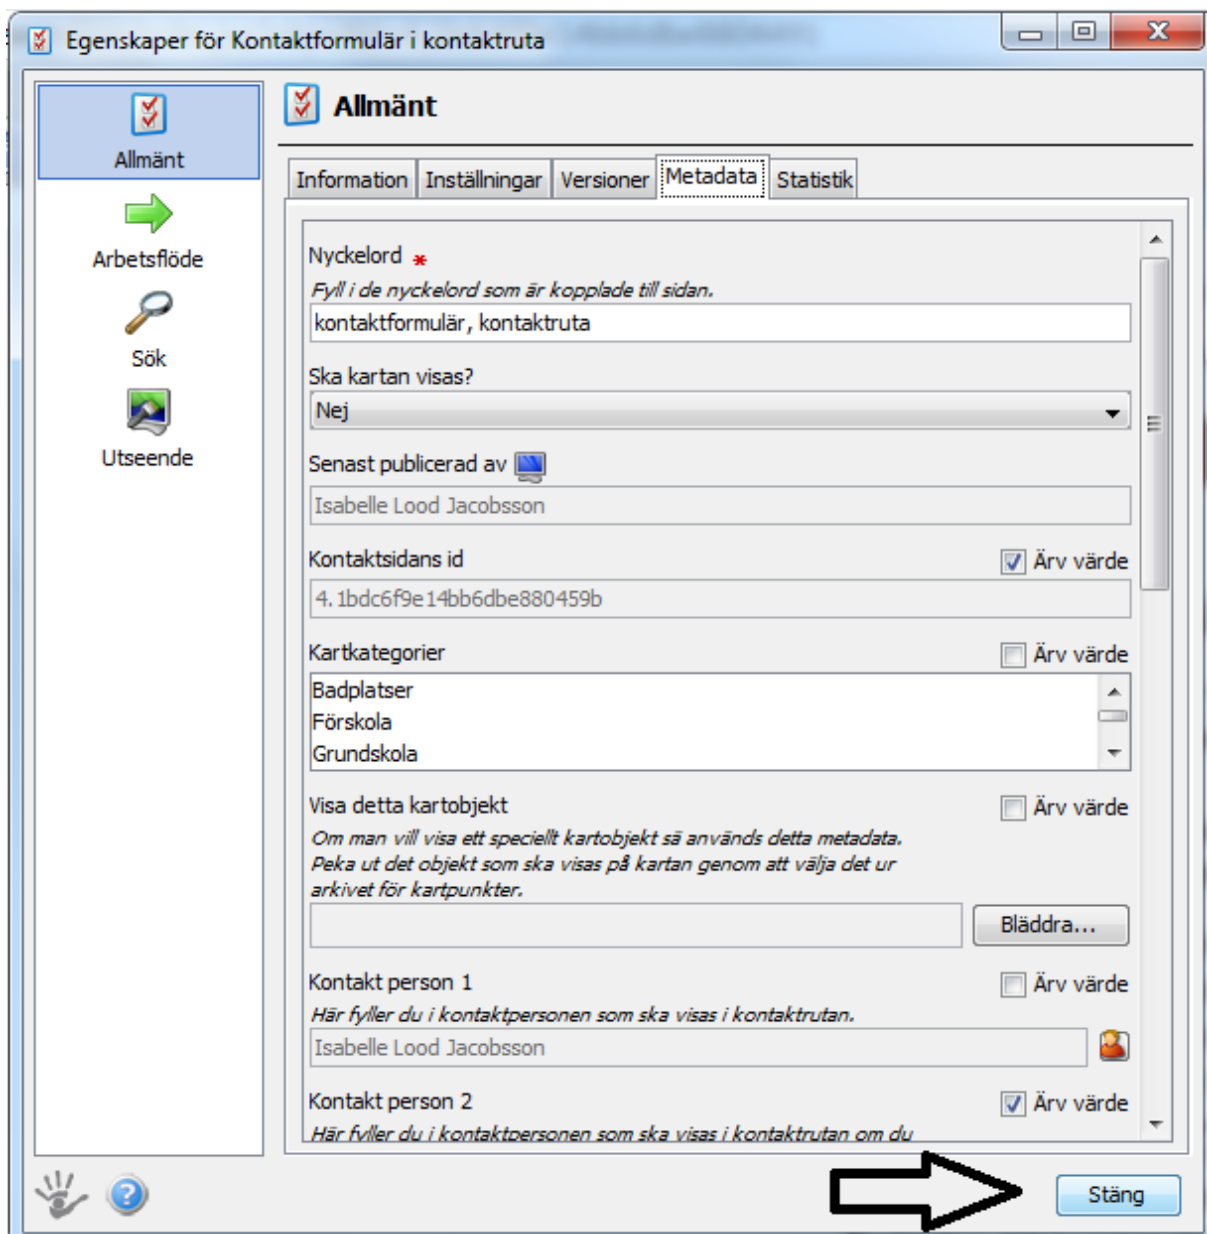 Egenskaper för Kontaktformulär i kontaktruta
Allmänt
Arbetsflöde
Sök
Utseende
Allmänt
Information Inställningar Versioner Metadata Statistik
Nyckelord *
Fyll i de nyckelord som är kopplade till sidan.
kontaktformulär, kontaktruta
Ska kartan visas?
Nej
Senast publicerad av
Isabelle Lood Jacobsson
Kontaktsidans id Ärv värde
4.1bdc6f9e14bb6dbe880459b
Kartkategorier Ärv värde
Badplatser
Förskola
Grundskola
Visa detta kartobjekt Ärv värde
Om man vill visa ett speciellt kartobjekt så används detta metadata.
Peka ut det objekt som ska visas på kartan genom att välja det ur
arkivet för kartpunkter.
Bläddra...
Kontakt person 1 Ärv värde
Här fyller du i kontaktpersonen som ska visas i kontaktrutan.
Isabelle Lood Jacobsson
Kontakt person 2 Ärv värde
Här fyller du i kontaktpersonen som ska visas i kontaktrutan om du
Stäng